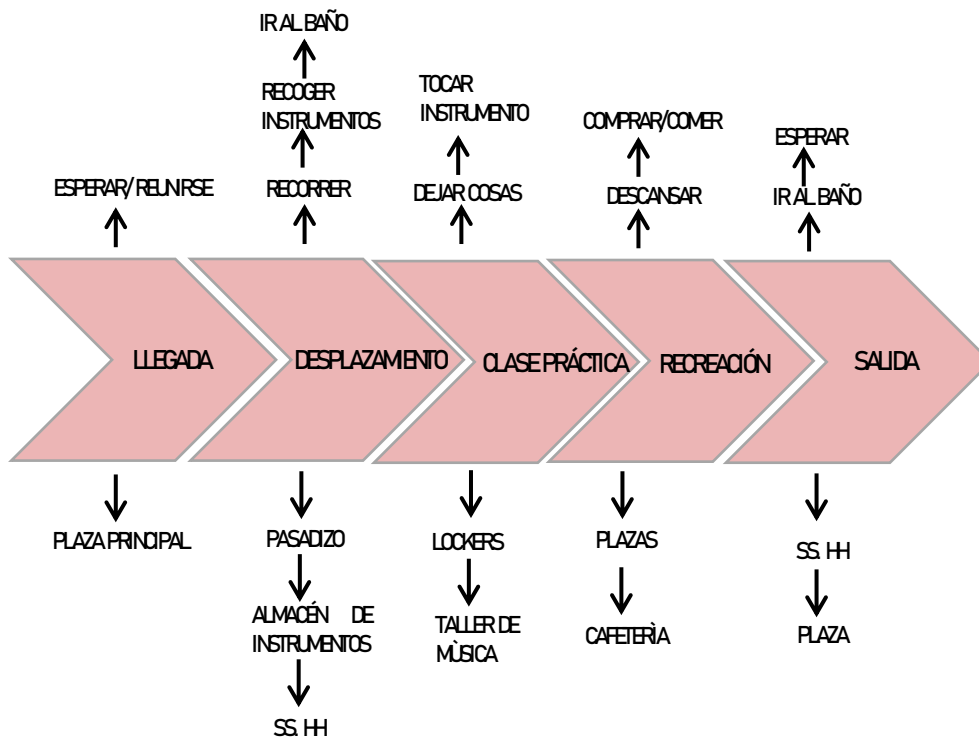 IR AL BAÑO
RECOGER
INSTRUMENTOS
TOCAR
INSTRUMENTO
COMPRAR/COMER
ESPERAR
ESPERAR/ REUNIRSE
RECORRER
DEJAR COSAS
DESCANSAR
IR AL BAÑO
LLEGADA
DESPLAZAMIENTO
CLASE PRÁCTICA
RECREACIÓN
SALIDA
PLAZA PRINCIPAL
PASADIZO
LOCKERS
PLAZAS
SS. HH
ALMACÉN DE
INSTRUMENTOS
TALLER DE
MÙSICA
CAFETERÌA
PLAZA
SS. HH